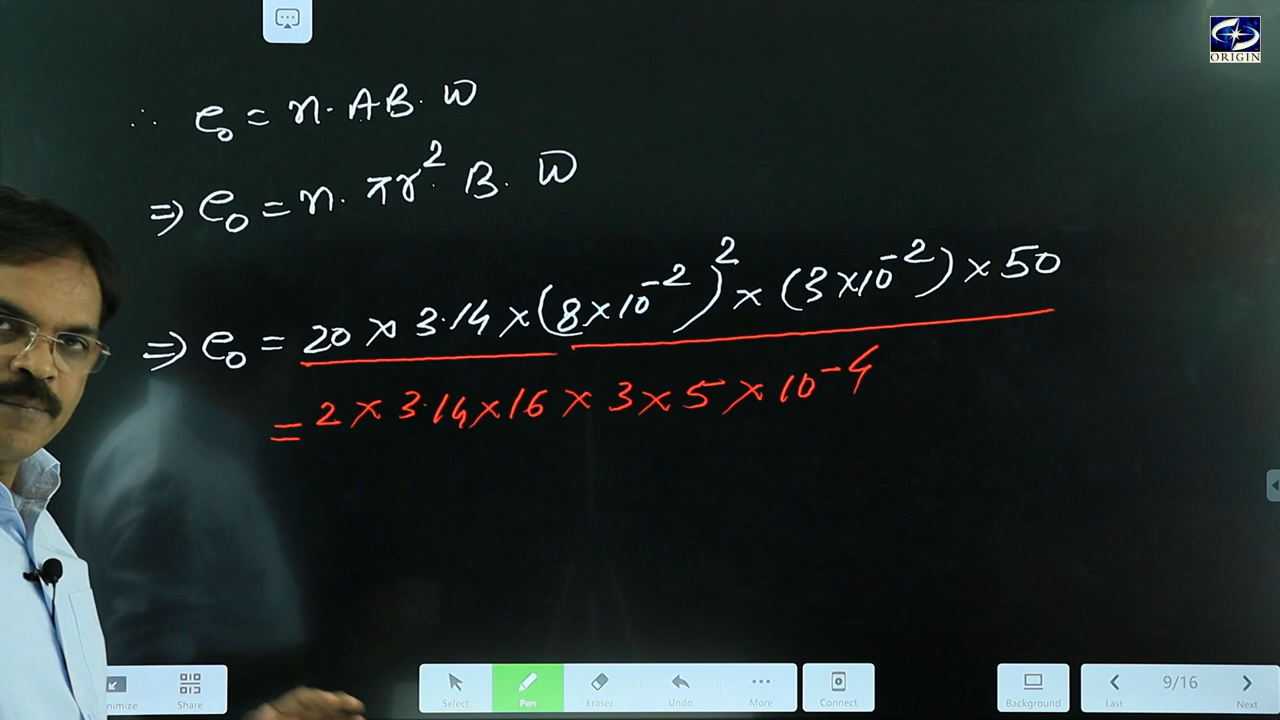 ORIGIN
∴ e₀ = n. AB. ω
⇒ e₀ = n. πr². B. ω
⇒ e₀ = 20 × 3.14 × (8×10⁻²)² × (3×10⁻²) × 50
= 2 × 3.14 × 16 × 3 × 5 × 10⁻⁴
nimize Share Select Pen Eraser Undo More Connect Background Last 9/16 Next